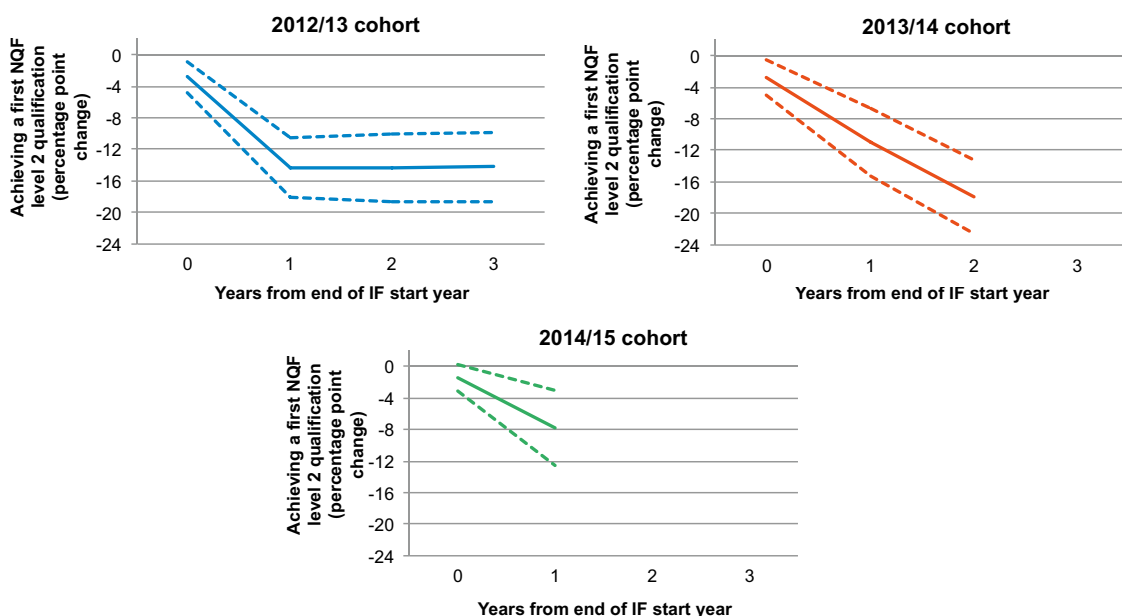 2012/13 cohort
Achieving a first NQF
level 2 qualification
(percentage point
change)
0
-4
-8
-12
-16
-20
-24
0 1 2 3
Years from end of IF start year
2013/14 cohort
Achieving a first NQF
level 2 qualification
(percentage point
change)
0
-4
-8
-12
-16
-20
-24
0 1 2 3
Years from end of IF start year
2014/15 cohort
Achieving a first NQF
level 2 qualification
(percentage point
change)
0
-4
-8
-12
-16
-20
-24
0 1 2 3
Years from end of IF start year